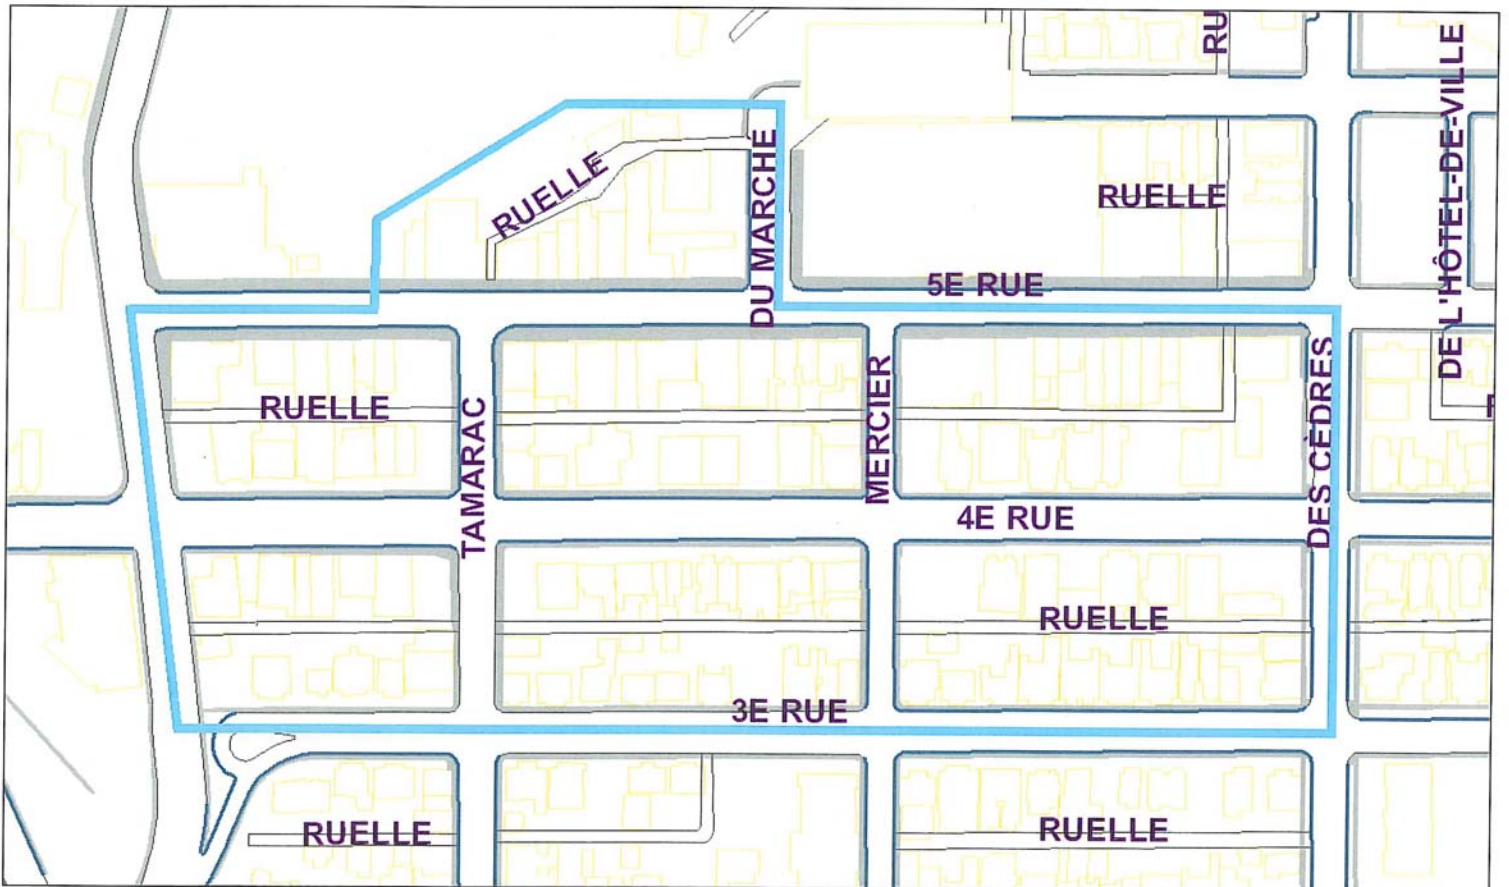 RU
DE L'HÔTEL-DE-VILLE
RUELLE
DU MARCHE
RUELLE
5E RUE
RUELLE
TAMARAC
MERCIER
DES CÈDRES
4E RUE
RUELLE
3E RUE
RUELLE
RUELLE